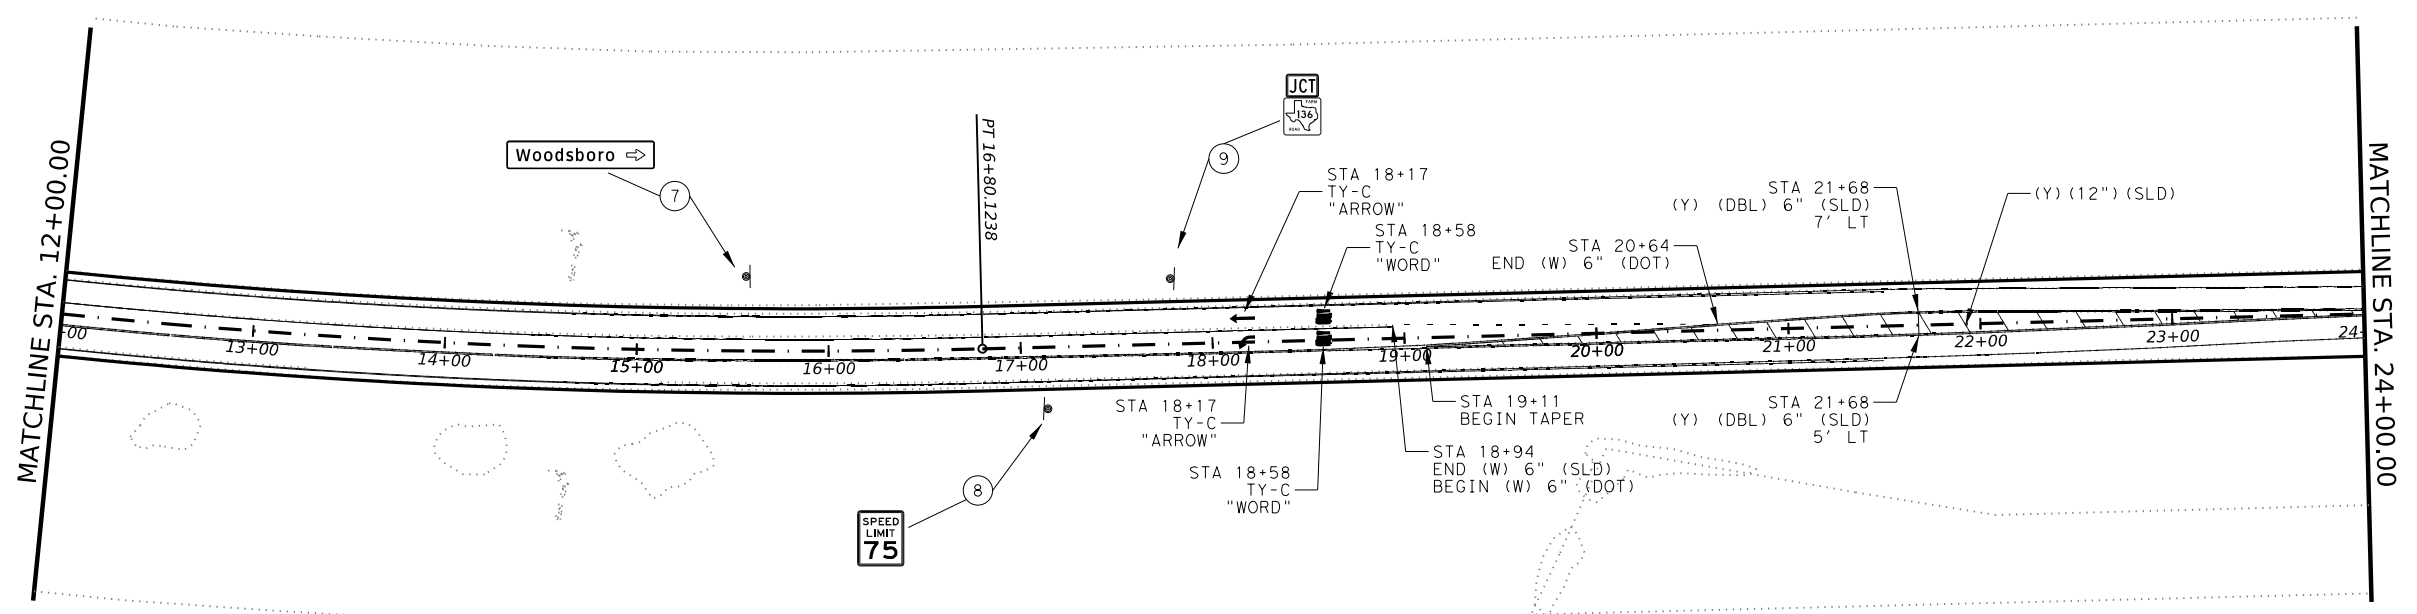 MATCHLINE STA. 12+00.00
Woodsboro ⇨
7
PT 16+80.1238
JCT
FARM
136
ROAD
9
STA 18+17
TY-C
"ARROW"
STA 18+58
TY-C
"WORD"
STA 20+64
END (W) 6" (DOT)
STA 21+68
(Y) (DBL) 6" (SLD)
7' LT
(Y) (12") (SLD)
MATCHLINE STA. 24+00.00
-00
13+00
14+00
15+00
16+00
17+00
18+00
19+00
20+00
21+00
22+00
23+00
24-
STA 18+17
TY-C
"ARROW"
STA 18+58
TY-C
"WORD"
STA 19+11
BEGIN TAPER
STA 18+94
END (W) 6" (SLD)
BEGIN (W) 6" (DOT)
STA 21+68
(Y) (DBL) 6" (SLD)
5' LT
8
SPEED
LIMIT
75